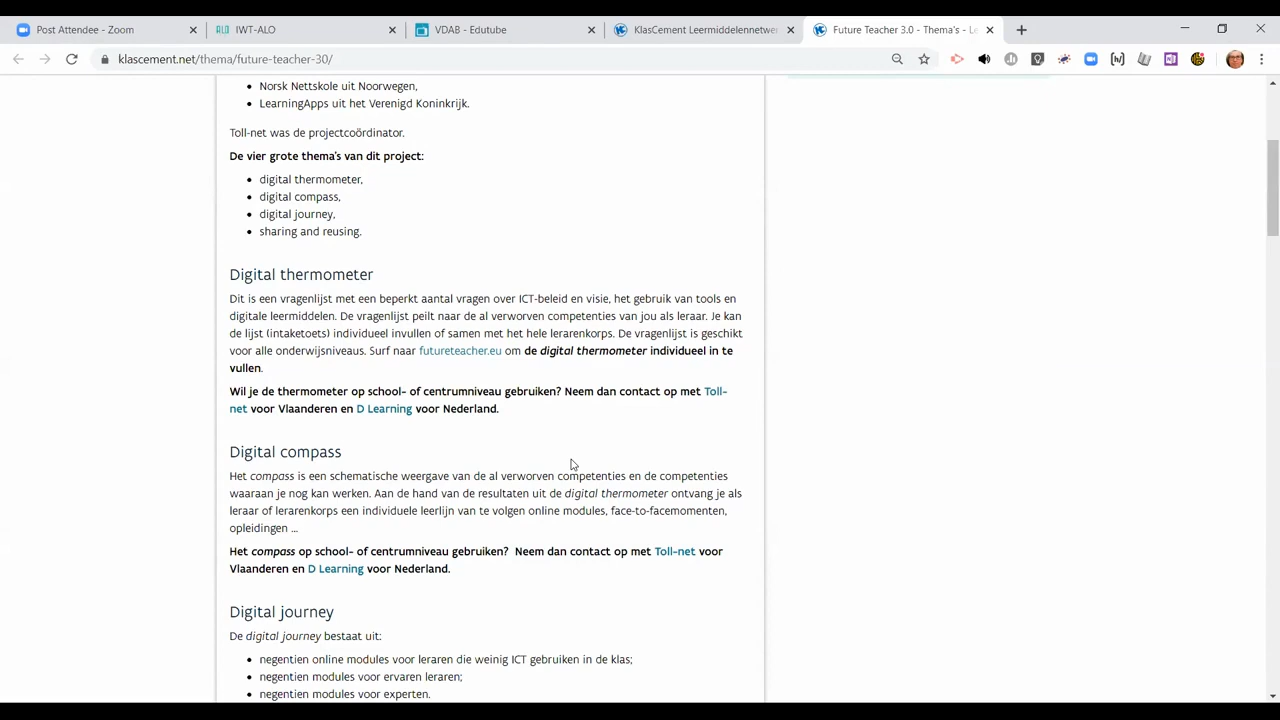 Post Attendee - Zoom
IWT-ALO
VDAB - Edutube
KlasCement Leermiddelennetwer
Future Teacher 3.0 - Thema's - Le
klascement.net/thema/future-teacher-30/
Norsk Nettskole uit Noorwegen,
LearningApps uit het Verenigd Koninkrijk.
Toll-net was de projectcoördinator.
De vier grote thema's van dit project:
digital thermometer,
digital compass,
digital journey,
sharing and reusing.
Digital thermometer
Dit is een vragenlijst met een beperkt aantal vragen over ICT-beleid en visie, het gebruik van tools en
digitale leermiddelen. De vragenlijst peilt naar de al verworven competenties van jou als leraar. Je kan
de lijst (intaketoets) individueel invullen of samen met het hele lerarenkorps. De vragenlijst is geschikt
voor alle onderwijsniveaus. Surf naar futureteacher.eu om de digital thermometer individueel in te
vullen.
Wil je de thermometer op school- of centrumniveau gebruiken? Neem dan contact op met Toll-
net voor Vlaanderen en D Learning voor Nederland.
Digital compass
Het compass is een schematische weergave van de al verworven competenties en de competenties
waaraan je nog kan werken. Aan de hand van de resultaten uit de digital thermometer ontvang je als
leraar of lerarenkorps een individuele leerlijn van te volgen online modules, face-to-facemomenten,
opleidingen ...
Het compass op school- of centrumniveau gebruiken? Neem dan contact op met Toll-net voor
Vlaanderen en D Learning voor Nederland.
Digital journey
De digital journey bestaat uit:
negentien online modules voor leraren die weinig ICT gebruiken in de klas;
negentien modules voor ervaren leraren;
negentien modules voor experten.